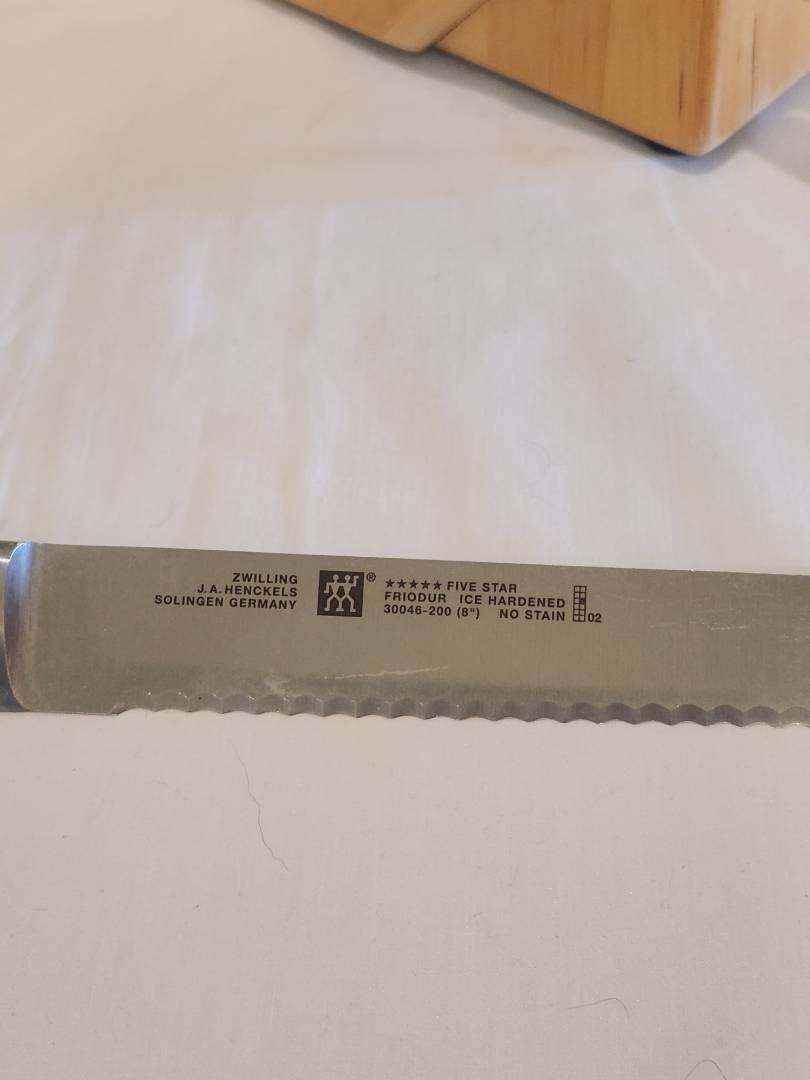 ZWILLING
J.A. HENCKELS
SOLINGEN GERMANY
®
★★★★★ FIVE STAR
FRIODUR ICE HARDENED
30046-200 (8") NO STAIN
02